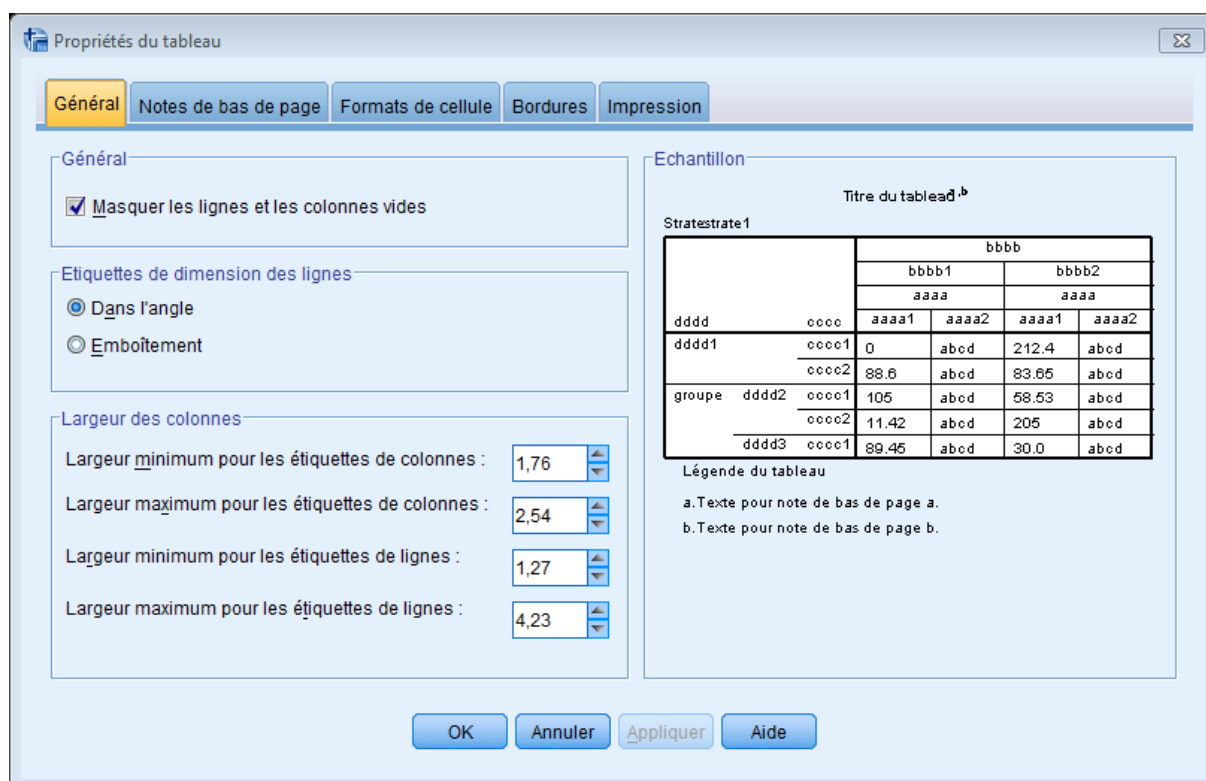 Propriétés du tableau
Général Notes de bas de page Formats de cellule Bordures Impression
Général
Masquer les lignes et les colonnes vides
Etiquettes de dimension des lignes
Dans l'angle
Emboîtement
Largeur des colonnes
Largeur minimum pour les étiquettes de colonnes : 1,76
Largeur maximum pour les étiquettes de colonnes : 2,54
Largeur minimum pour les étiquettes de lignes : 1,27
Largeur maximum pour les étiquettes de lignes : 4,23
Echantillon
Titre du tableau a,b
Stratestrate1
bbbb
bbbb1 bbbb2
aaaa aaaa
dddd cccc aaaa1 aaaa2 aaaa1 aaaa2
dddd1 cccc1 0 abcd 212.4 abcd
cccc2 88.6 abcd 83.65 abcd
groupe dddd2 cccc1 105 abcd 58.53 abcd
cccc2 11.42 abcd 205 abcd
dddd3 cccc1 89.45 abcd 30.0 abcd
Légende du tableau
a.Texte pour note de bas de page a.
b.Texte pour note de bas de page b.
OK Annuler Appliquer Aide